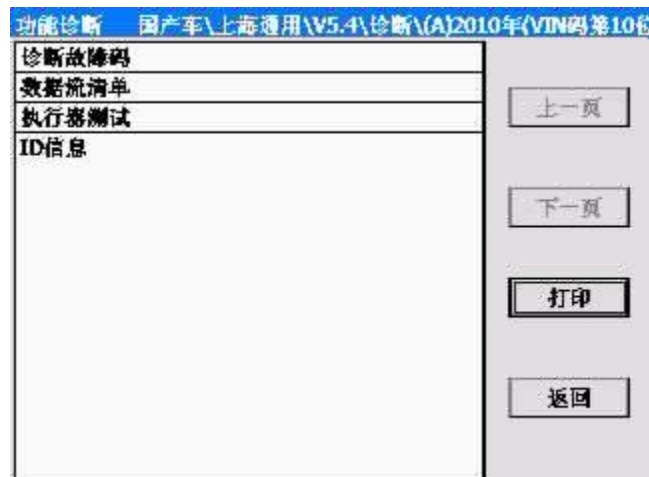 功能诊断 国产车\上海通用\V5.4\诊断\(A)2010年(VIN码第10位
诊断故障码
数据流清单
执行器测试
ID信息
上一页
下一页
打印
返回